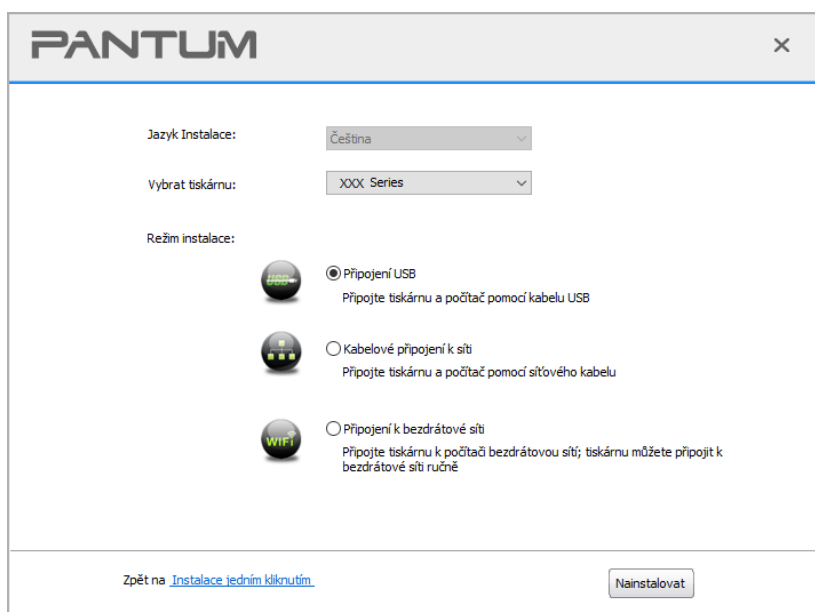 PANTUM
Jazyk Instalace:
Čeština
Vybrat tiskárnu:
XXX Series
Režim instalace:
USB
Připojení USB
Připojte tiskárnu a počítač pomocí kabelu USB
Kabelové připojení k síti
Připojte tiskárnu a počítač pomocí síťového kabelu
WiFi
Připojení k bezdrátové síti
Připojte tiskárnu k počítači bezdrátovou sítí; tiskárnu můžete připojit k
bezdrátové síti ručně
Zpět na Instalace jedním kliknutím
Nainstalovat